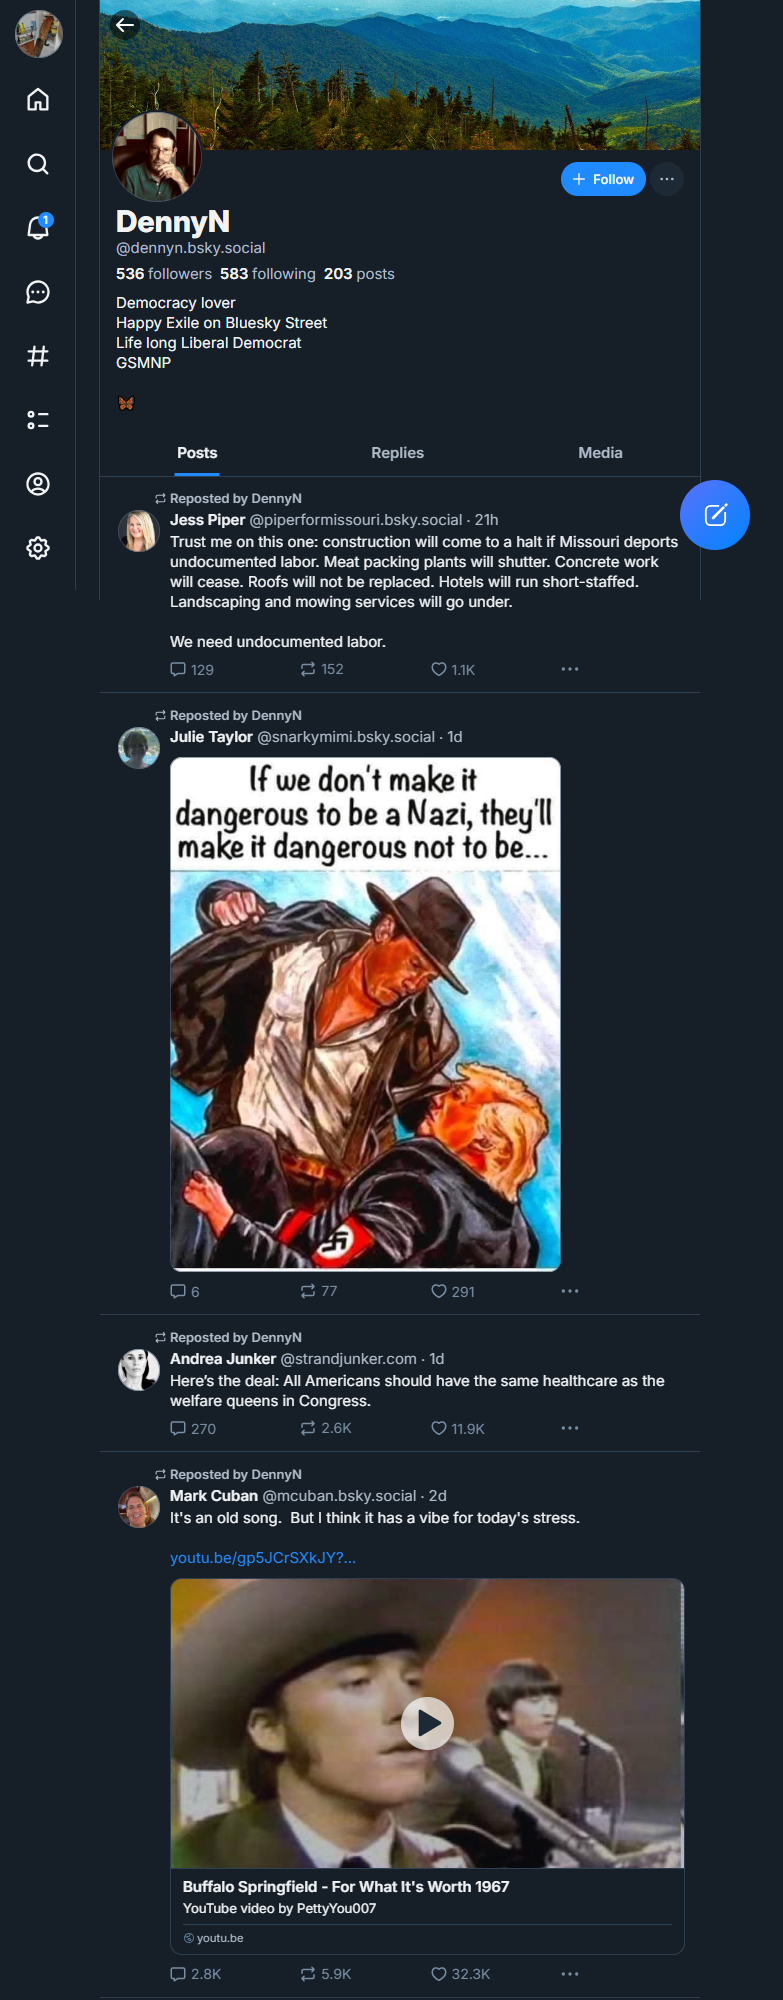 1
+ Follow
DennyN
@dennyn.bsky.social
536 followers 583 following 203 posts
Democracy lover
Happy Exile on Bluesky Street
Life long Liberal Democrat
GSMNP
🦋
Posts Replies Media
Reposted by DennyN
Jess Piper @piperformissouri.bsky.social · 21h
Trust me on this one: construction will come to a halt if Missouri deports
undocumented labor. Meat packing plants will shutter. Concrete work
will cease. Roofs will not be replaced. Hotels will run short-staffed.
Landscaping and mowing services will go under.
We need undocumented labor.
129 152 1.1K
Reposted by DennyN
Julie Taylor @snarkymimi.bsky.social · 1d
If we don't make it
dangerous to be a Nazi, they'll
make it dangerous not to be...
6 77 291
Reposted by DennyN
Andrea Junker @strandjunker.com · 1d
Here's the deal: All Americans should have the same healthcare as the
welfare queens in Congress.
270 2.6K 11.9K
Reposted by DennyN
Mark Cuban @mcuban.bsky.social · 2d
It's an old song.  But I think it has a vibe for today's stress.
youtu.be/gp5JCrSXkJY?...
Buffalo Springfield - For What It's Worth 1967
YouTube video by PettyYou007
youtu.be
2.8K 5.9K 32.3K